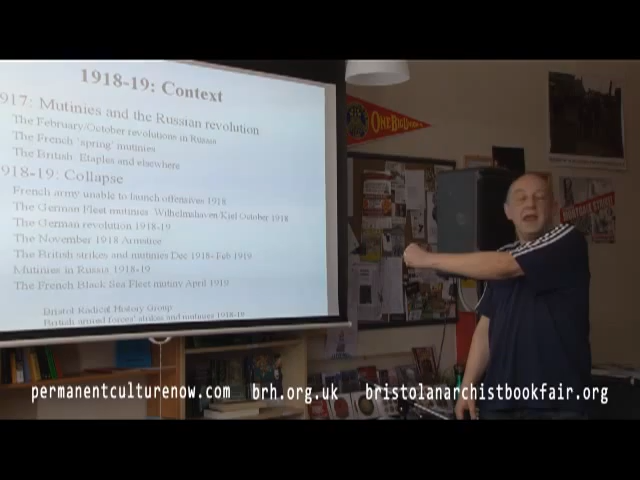 1918-19: Context
917: Mutinies and the Russian revolution
The February/October revolutions in Russia
The French 'spring' mutinies
The British Etaples and elsewhere
918-19: Collapse
French army unable to launch offensives 1918
The German Fleet mutinies Wilhelmshaven/Kiel October 1918
The German revolution 1918-19
The November 1918 Armistice
The British strikes and mutinies Dec 1918- Feb 1919
Mutinies in Russia 1918-19
The French Black Sea Fleet mutiny April 1919
Bristol Radical History Group
British armed forces' strikes and mutinies 1918-19
ONE BIG
permanentculturenow.com brh.org.uk bristolanarchistbookfair.org